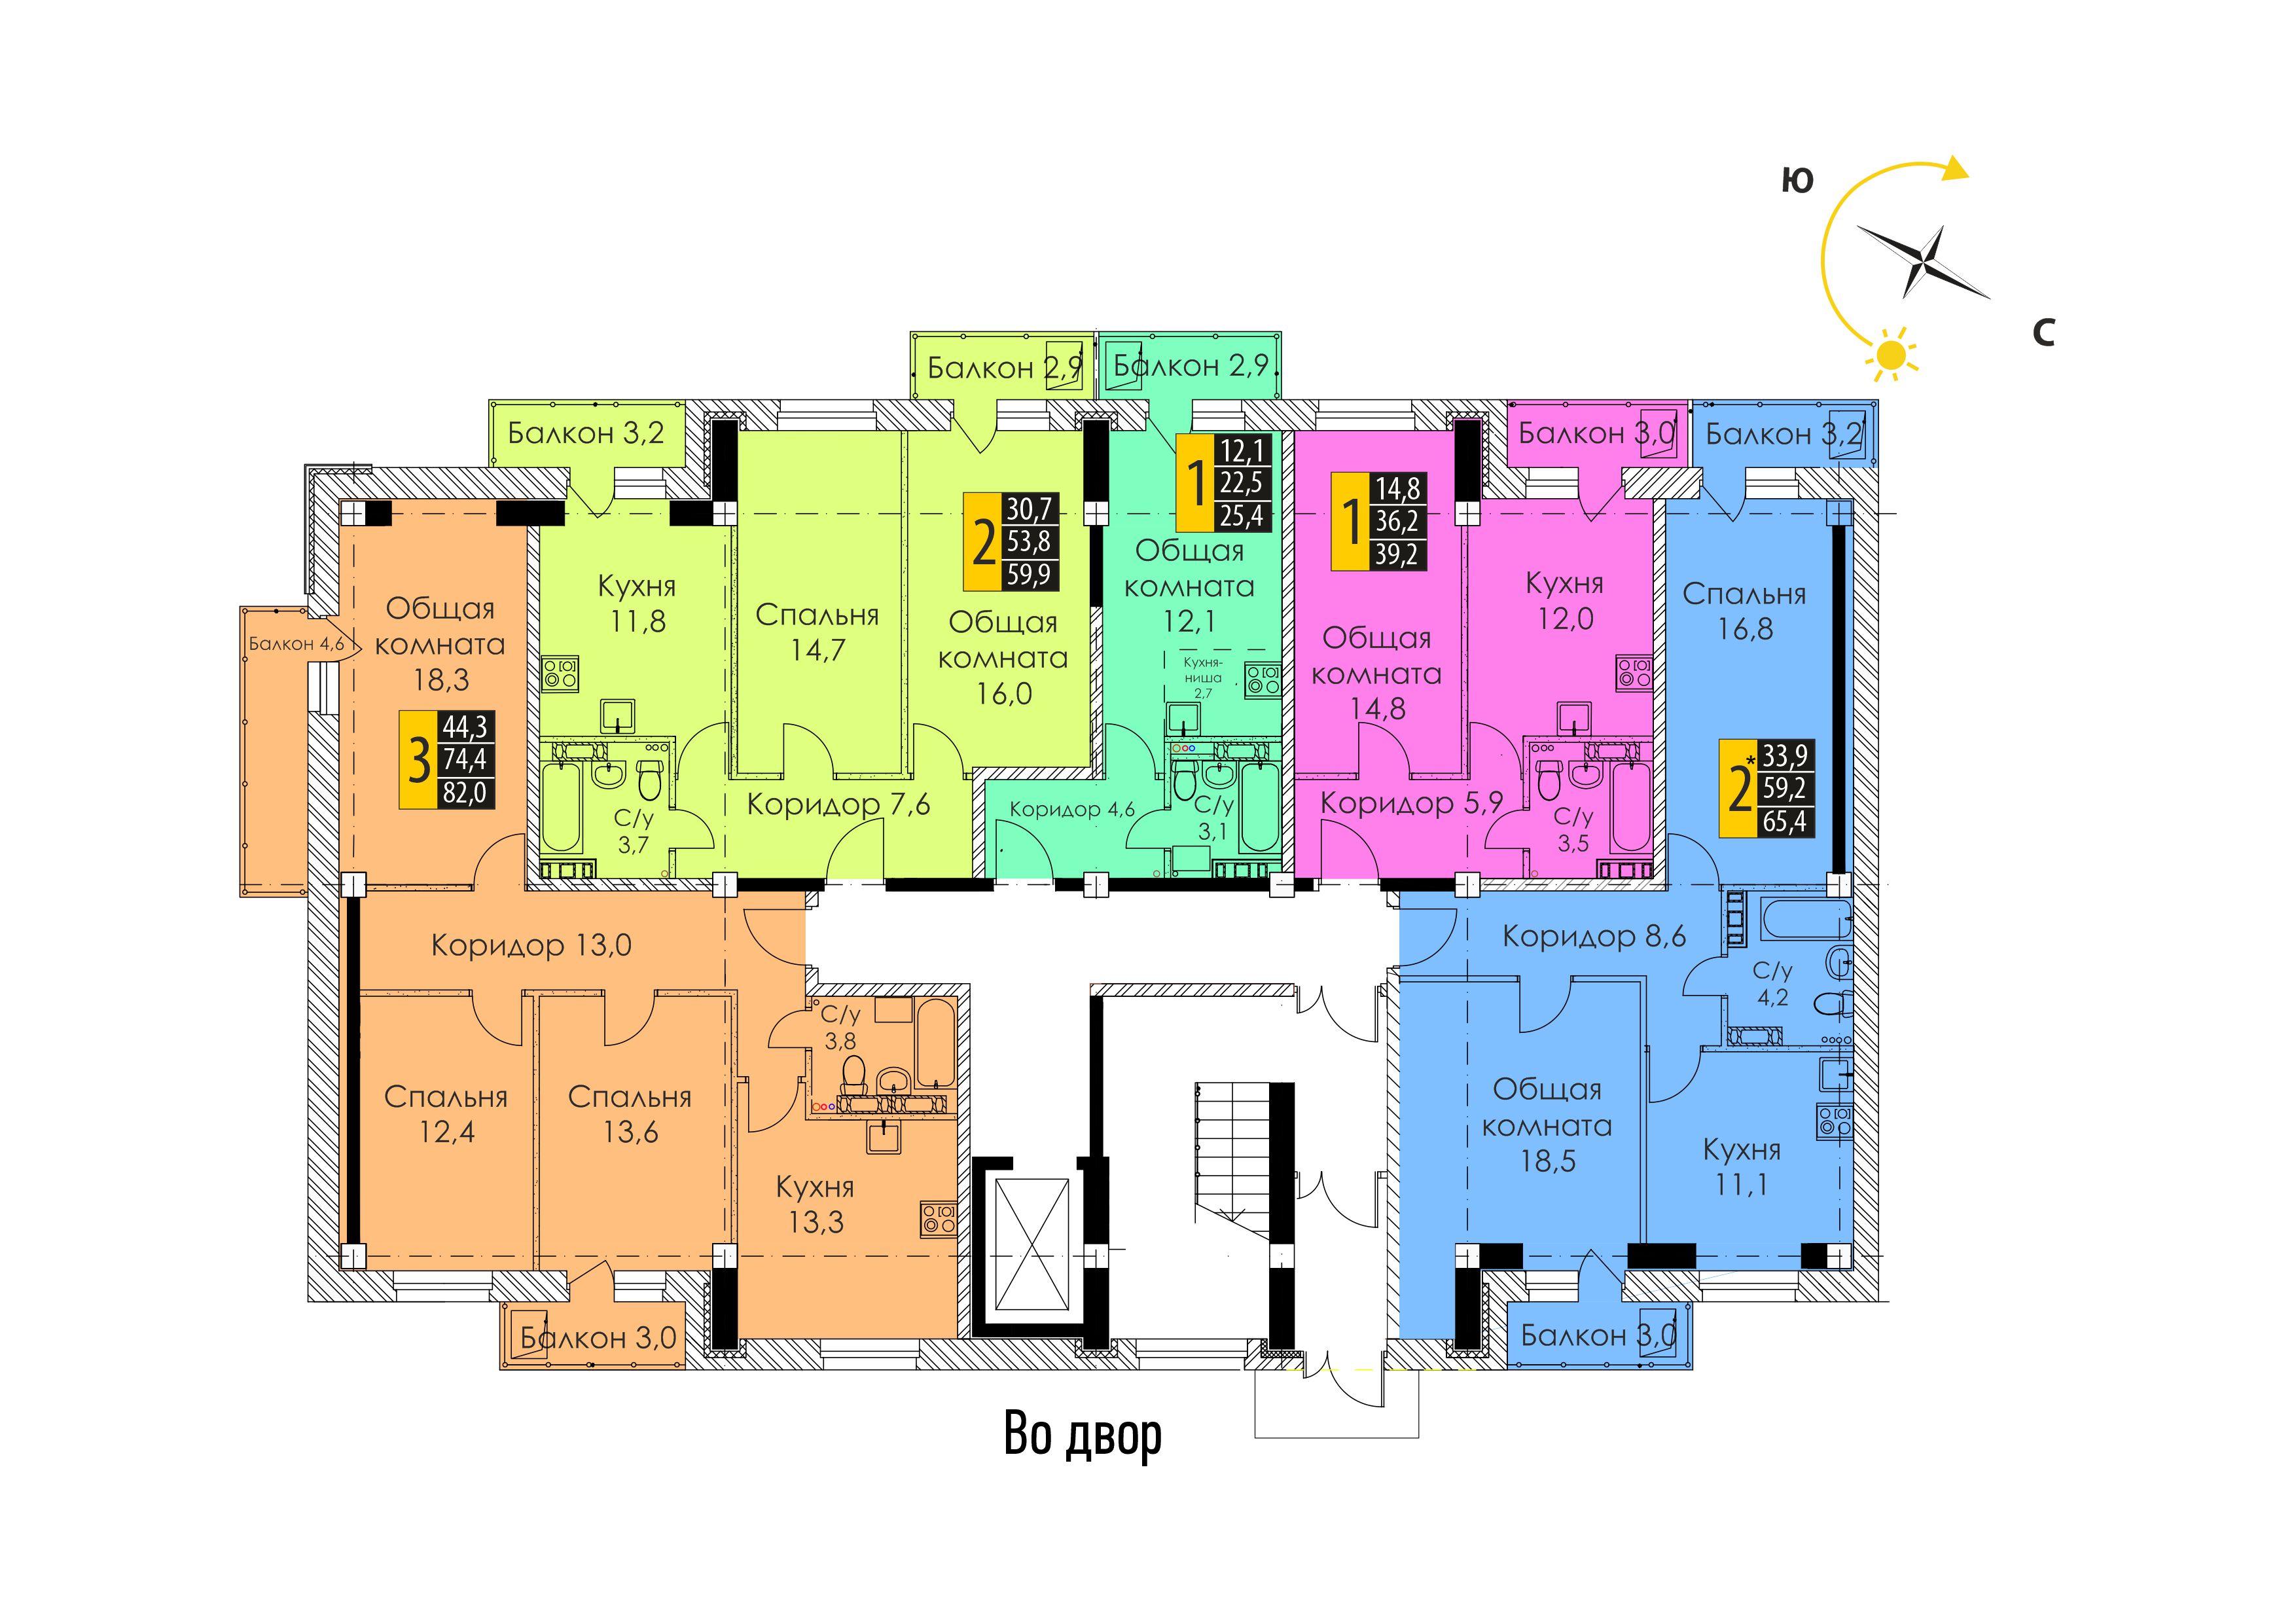 Ю
С
Балкон 2,9
Балкон 2,9
Балкон 3,2
Балкон 3,0
Балкон 3,2
1
12,1
22,5
25,4
2
30,7
53,8
59,9
1
14,8
36,2
39,2
Общая
комната
18,3
Балкон 4,6
Кухня
11,8
Спальня
14,7
Общая
комната
16,0
Общая
комната
12,1
Кухня-
ниша
2,7
Общая
комната
14,8
Кухня
12,0
Спальня
16,8
3
44,3
74,4
82,0
2*
33,9
59,2
65,4
С/у
3,7
Коридор 7,6
Коридор 4,6
С/у
3,1
Коридор 5,9
С/у
3,5
Коридор 13,0
Коридор 8,6
С/у
4,2
С/у
3,8
Спальня
12,4
Спальня
13,6
Кухня
13,3
Общая
комната
18,5
Кухня
11,1
Балкон 3,0
Балкон 3,0
Во двор